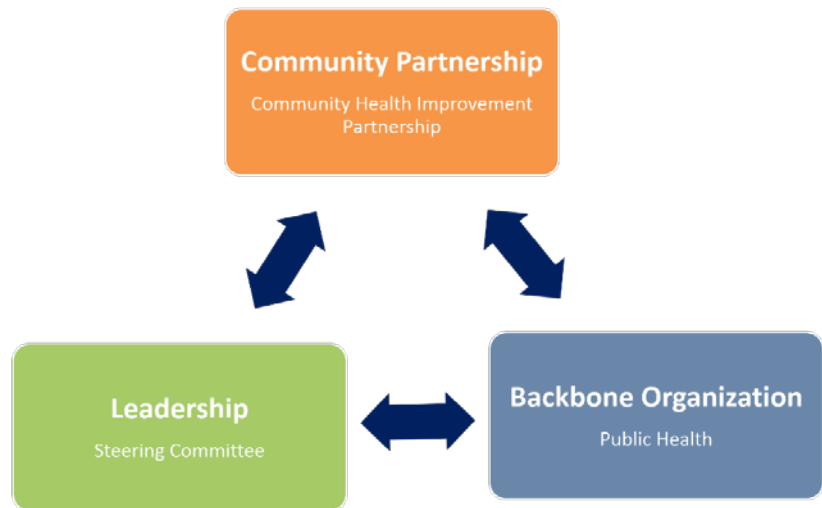 Community Partnership
Community Health Improvement
Partnership
Leadership
Steering Committee
Backbone Organization
Public Health